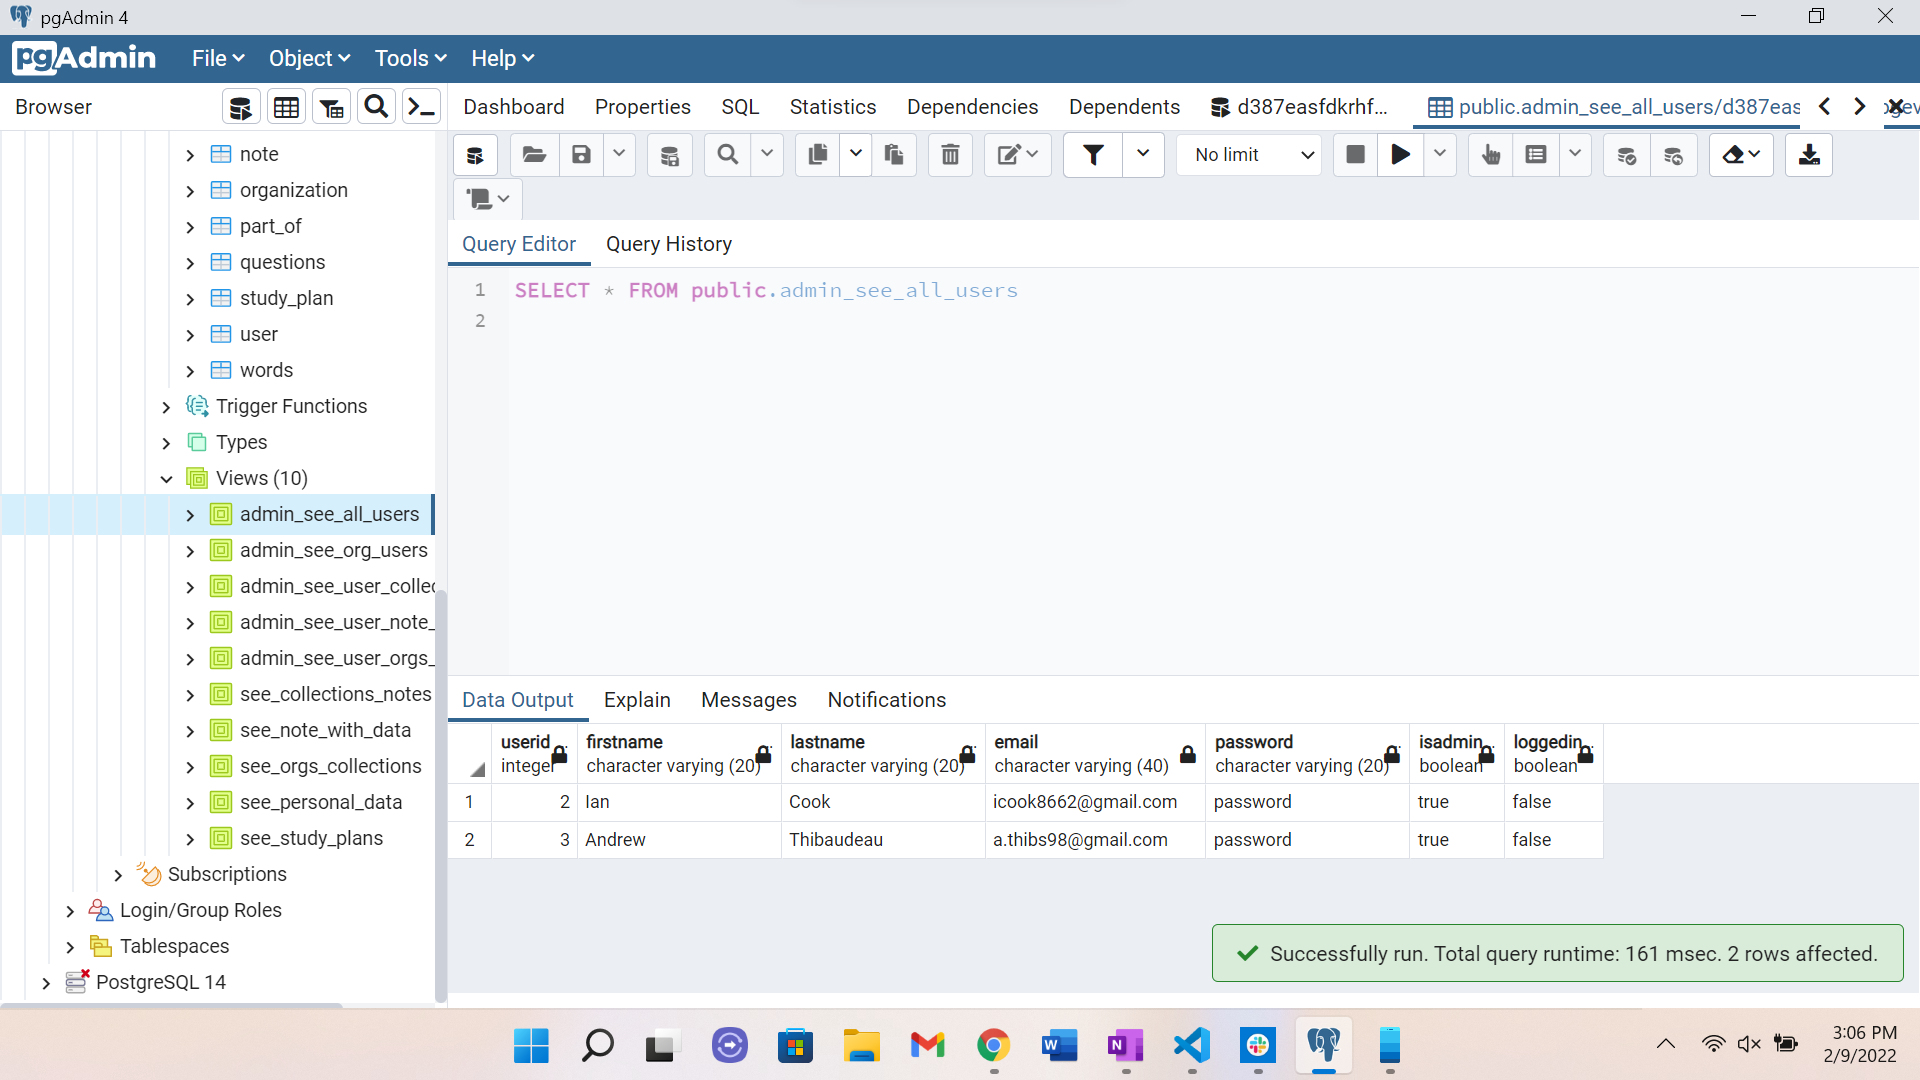 pgAdmin 4
pgAdmin File Object Tools Help
Browser
Dashboard Properties SQL Statistics Dependencies Dependents d387easfdkrhf... public.admin_see_all_users/d387eas
No limit
note
organization
part_of
questions
study_plan
user
words
Trigger Functions
Types
Views (10)
admin_see_all_users
admin_see_org_users
admin_see_user_collec
admin_see_user_note_
admin_see_user_orgs_
see_collections_notes
see_note_with_data
see_orgs_collections
see_personal_data
see_study_plans
Subscriptions
Login/Group Roles
Tablespaces
PostgreSQL 14
Query Editor Query History
1 SELECT * FROM public.admin_see_all_users
2
Data Output Explain Messages Notifications
userid firstname lastname email password isadmin loggedin
integer character varying (20) character varying (20) character varying (40) character varying (20) boolean boolean
1 2 Ian Cook icook8662@gmail.com password true false
2 3 Andrew Thibaudeau a.thibs98@gmail.com password true false
Successfully run. Total query runtime: 161 msec. 2 rows affected.
3:06 PM
2/9/2022